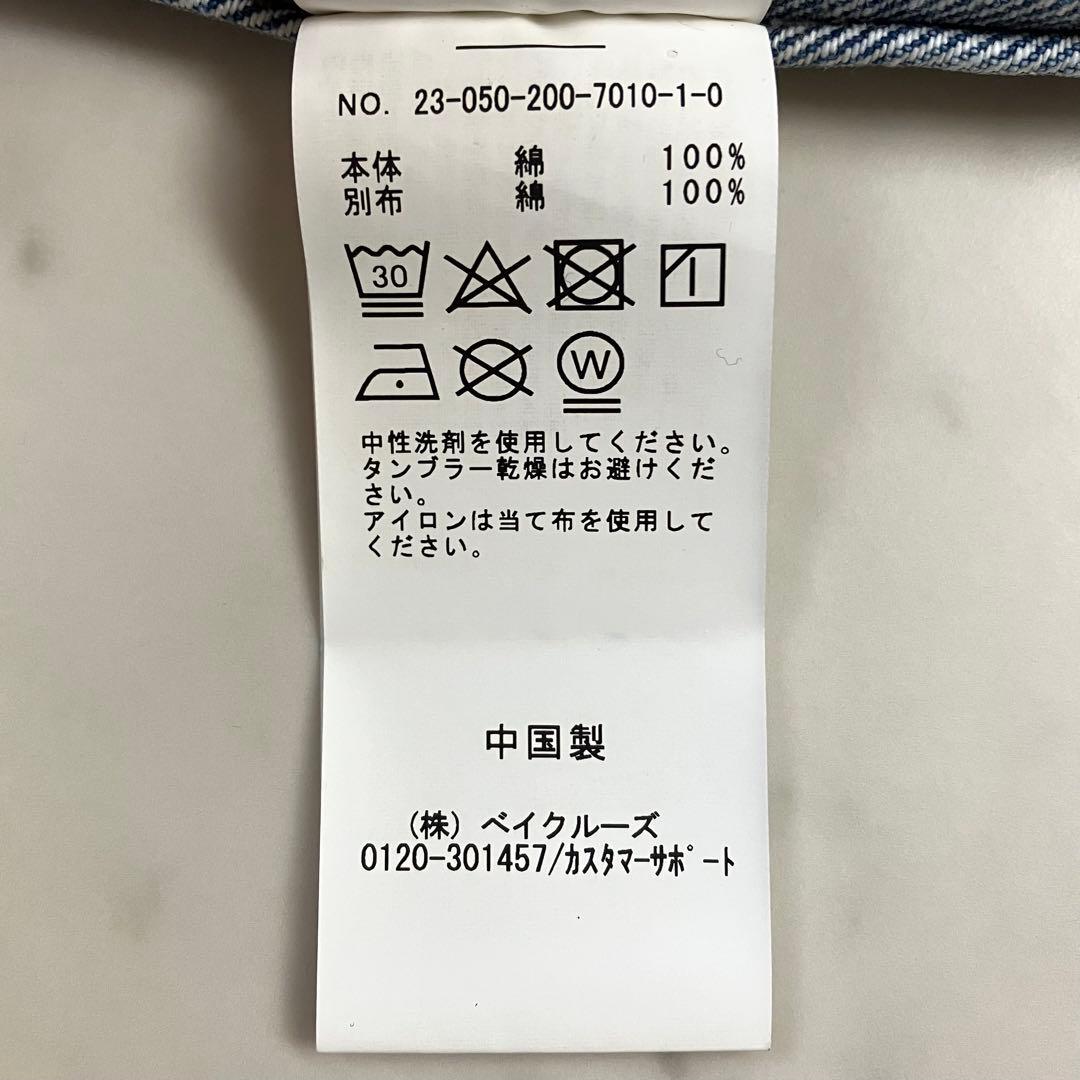 NO. 23-050-200-7010-1-0
本体 綿 100%
別布 綿 100%
30
W
中性洗剤を使用してください。
タンブラー乾燥はお避けくだ
さい。
アイロンは当て布を使用して
ください。
中国製
(株) ベイクルーズ
0120-301457/ｶｽﾀﾏｰｻﾎﾟｰﾄ